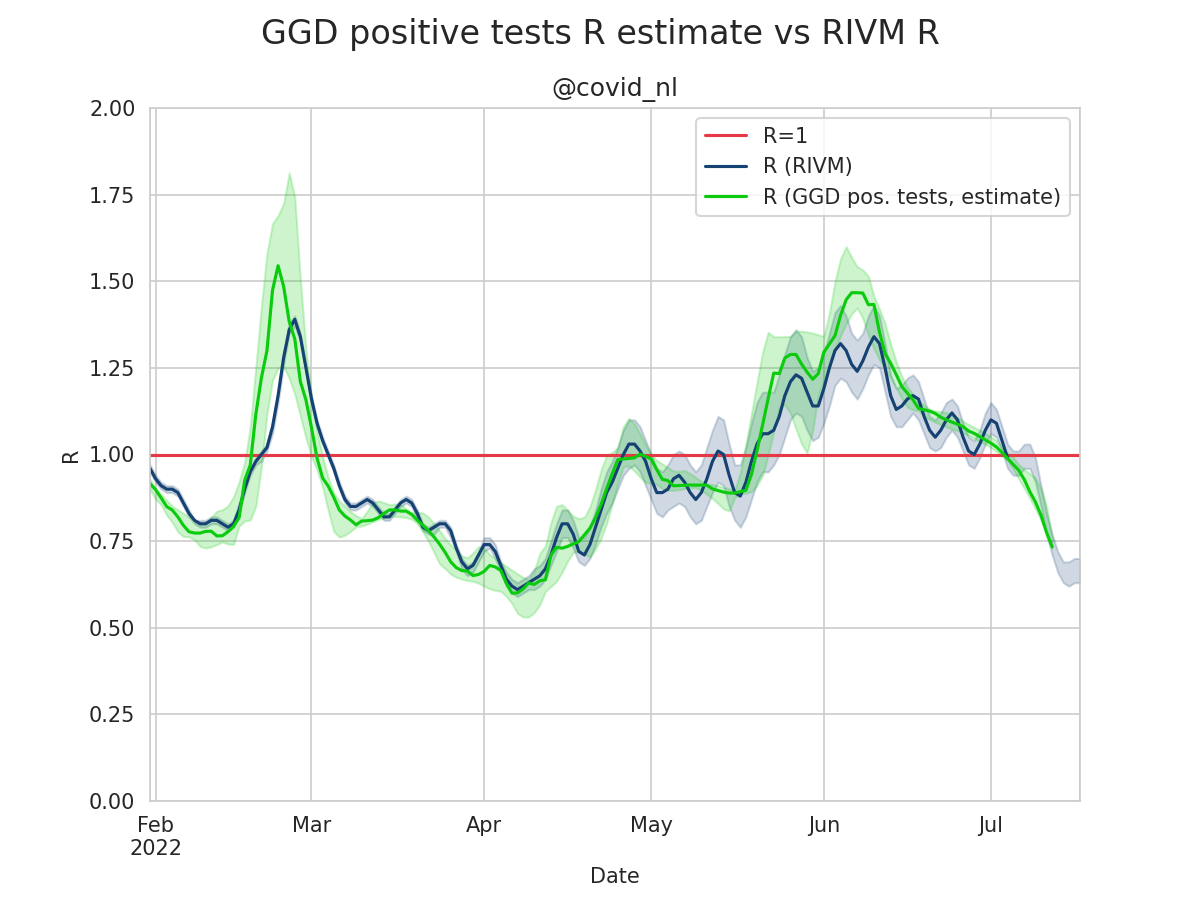 GGD positive tests R estimate vs RIVM R
@covid_nl
R=1
R (RIVM)
R (GGD pos. tests, estimate)
2.00
1.75
1.50
1.25
1.00
0.75
0.50
0.25
0.00
R
Feb Mar Apr May Jun Jul
2022
Date